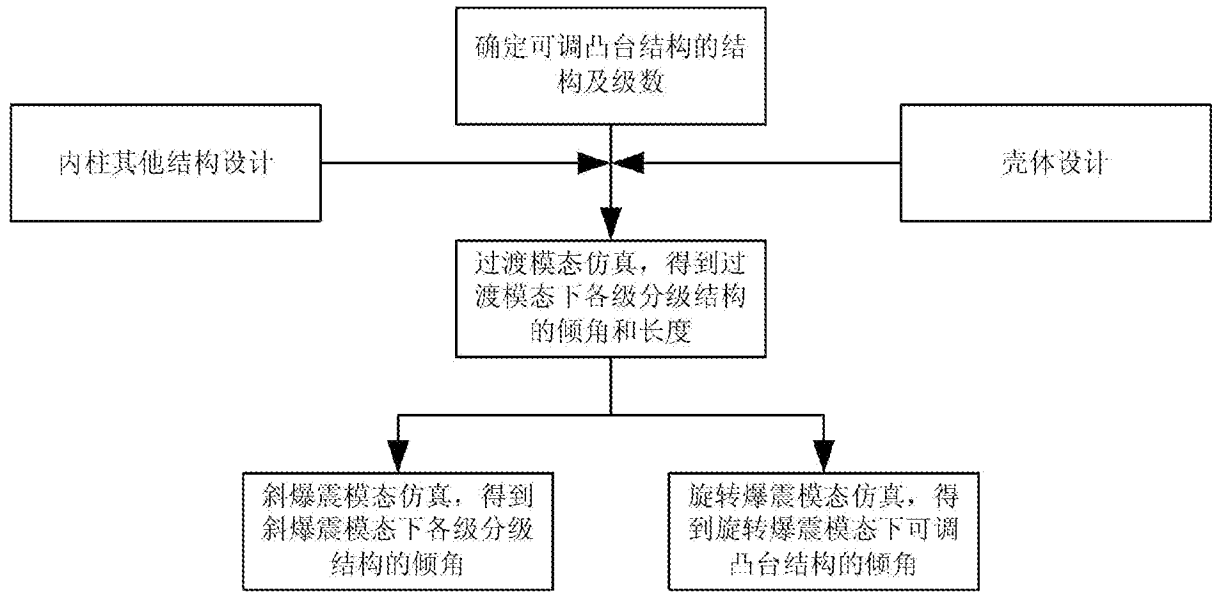 确定可调凸台结构的结
构及级数
内柱其他结构设计
壳体设计
过渡模态仿真，得到过
渡模态下各级分级结构
的倾角和长度
斜爆震模态仿真，得到
斜爆震模态下各级分级
结构的倾角
旋转爆震模态仿真，得
到旋转爆震模态下可调
凸台结构的倾角